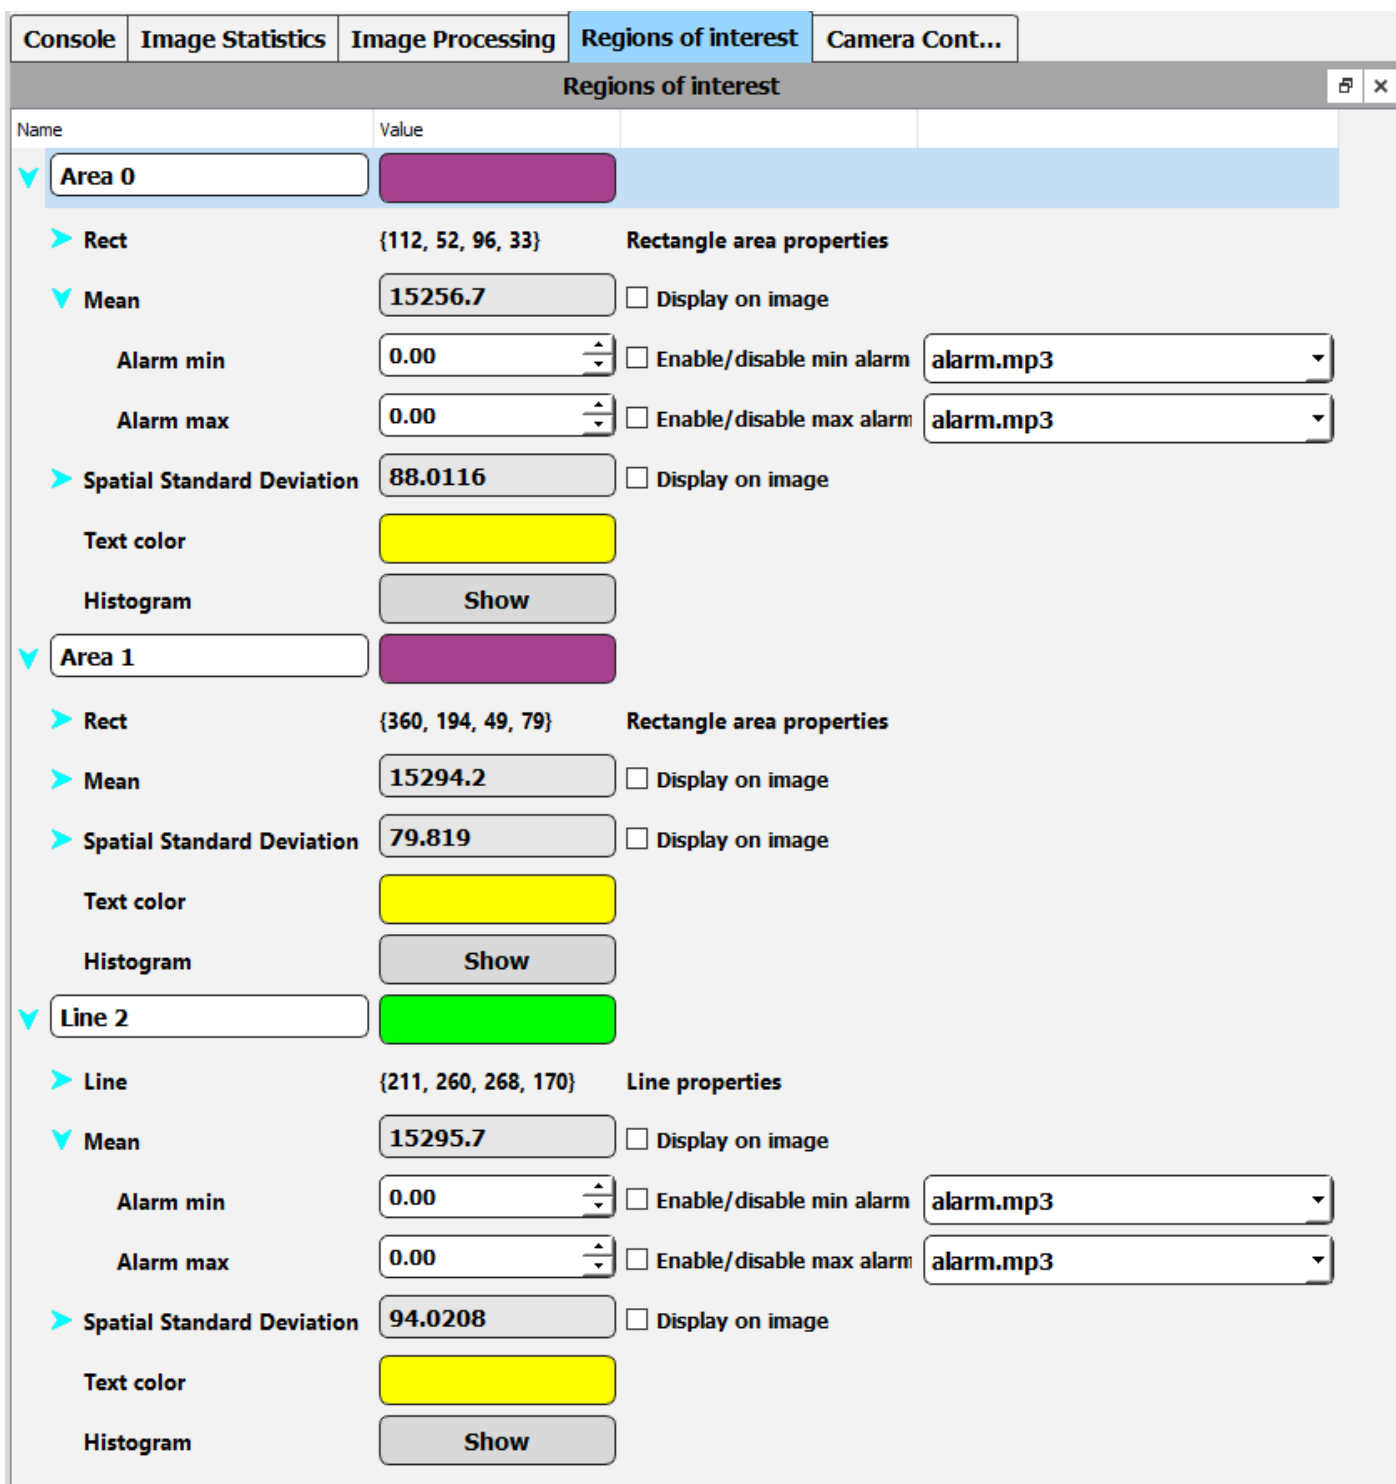 Console Image Statistics Image Processing Regions of interest Camera Cont...
Regions of interest
Name Value
Area 0
Rect {112, 52, 96, 33} Rectangle area properties
Mean 15256.7 Display on image
Alarm min 0.00 Enable/disable min alarm alarm.mp3
Alarm max 0.00 Enable/disable max alarm alarm.mp3
Spatial Standard Deviation 88.0116 Display on image
Text color
Histogram Show
Area 1
Rect {360, 194, 49, 79} Rectangle area properties
Mean 15294.2 Display on image
Spatial Standard Deviation 79.819 Display on image
Text color
Histogram Show
Line 2
Line {211, 260, 268, 170} Line properties
Mean 15295.7 Display on image
Alarm min 0.00 Enable/disable min alarm alarm.mp3
Alarm max 0.00 Enable/disable max alarm alarm.mp3
Spatial Standard Deviation 94.0208 Display on image
Text color
Histogram Show